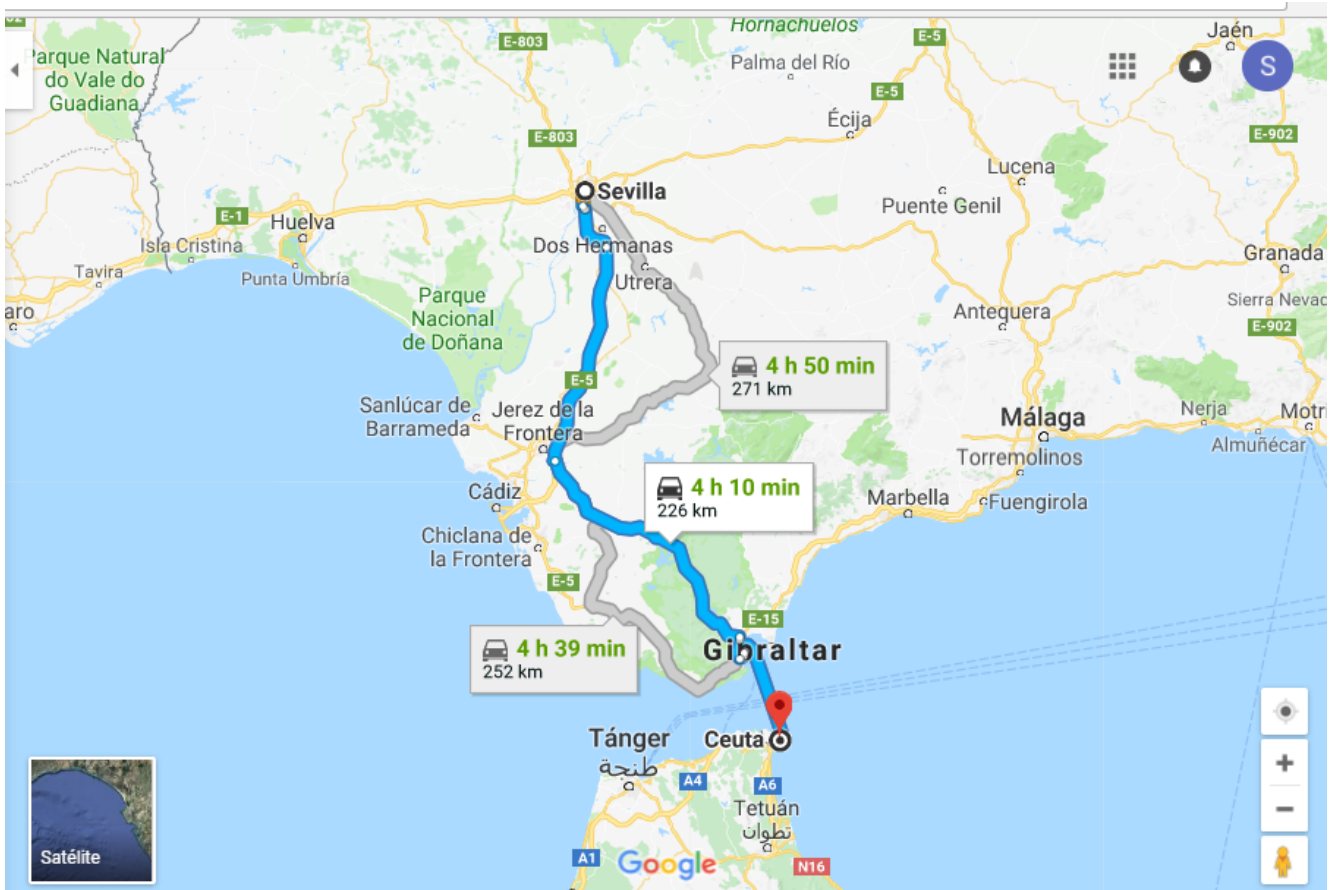 Hornachuelos
Jaén
E-5
E-803
Parque Natural
do Vale do
Guadiana
Palma del Río
S
E-5
Écija
E-803
E-902
Lucena
Sevilla
Puente Genil
E-1
Huelva
Isla Cristina
Dos Hermanas
Granada
Tavira
Punta Umbría
Utrera
Parque
Nacional
de Doñana
Sierra Nevad
aro
Antequera
E-902
4 h 50 min
271 km
E-5
Sanlúcar de
Barrameda
Jerez de la
Frontera
Málaga
Nerja
Motri
Almuñécar
Torremolinos
4 h 10 min
226 km
Cádiz
Marbella
Fuengirola
Chiclana de
la Frontera
E-5
E-15
4 h 39 min
252 km
Gibraltar
Tánger
طنجة
Ceuta
A4
A6
Tetuán
تطوان
Satélite
A1
Google
N16